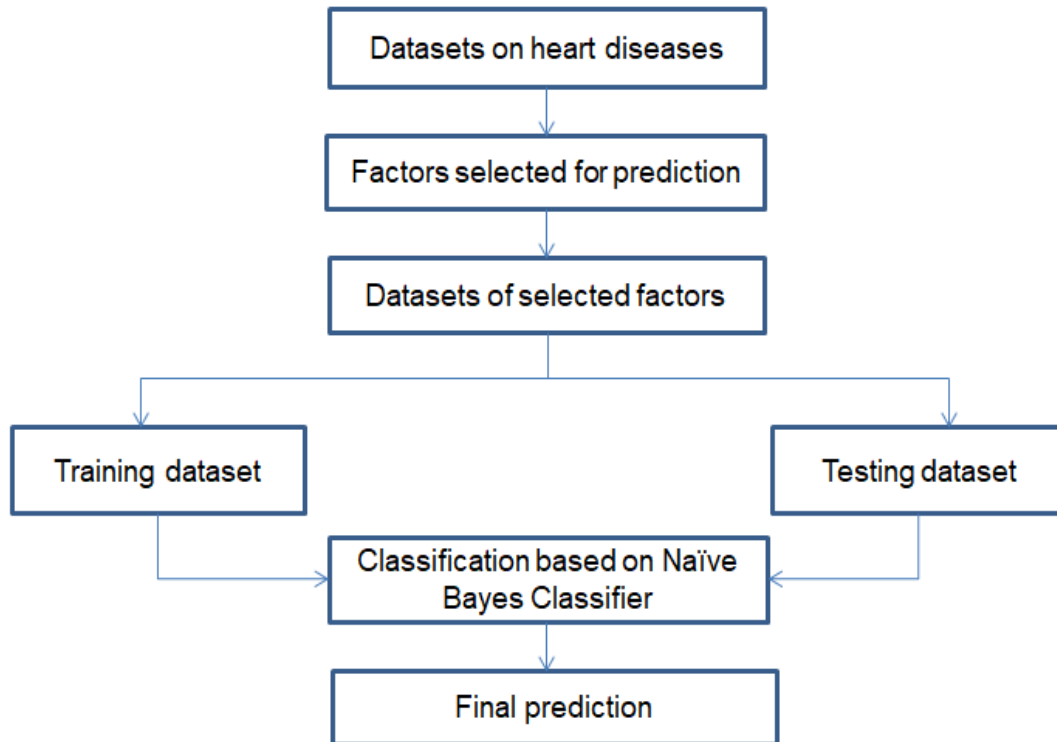 Datasets on heart diseases
Factors selected for prediction
Datasets of selected factors
Training dataset
Testing dataset
Classification based on Naïve
Bayes Classifier
Final prediction